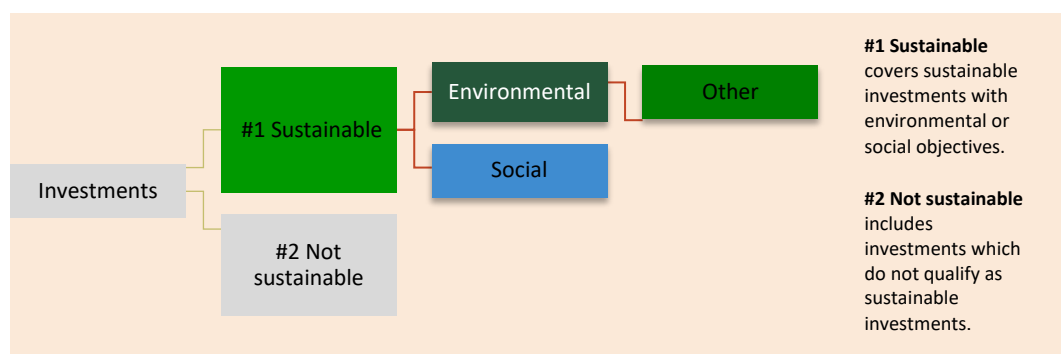 Investments
#1 Sustainable
#2 Not
sustainable
Environmental
Social
Other
#1 Sustainable
covers sustainable
investments with
environmental or
social objectives.
#2 Not sustainable
includes
investments which
do not qualify as
sustainable
investments.